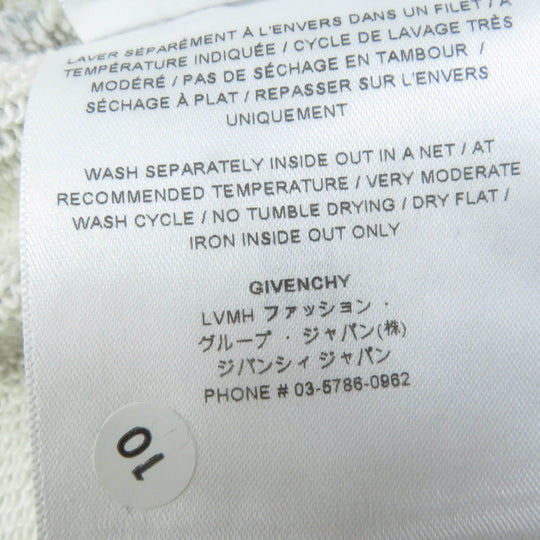 LAVER SÉPARÉMENT À L'ENVERS DANS UN FILET / A
TEMPÉRATURE INDIQUÉE / CYCLE DE LAVAGE TRÈS
MODÉRÉ / PAS DE SÉCHAGE EN TAMBOUR /
SÉCHAGE À PLAT / REPASSER SUR L'ENVERS
UNIQUEMENT
WASH SEPARATELY INSIDE OUT IN A NET / AT
RECOMMENDED TEMPERATURE / VERY MODERATE
WASH CYCLE / NO TUMBLE DRYING / DRY FLAT /
IRON INSIDE OUT ONLY
GIVENCHY
LVMH ファッション ·
グループ · ジャパン(株)
ジバンシィ ジャパン
PHONE # 03-5786-0962
10